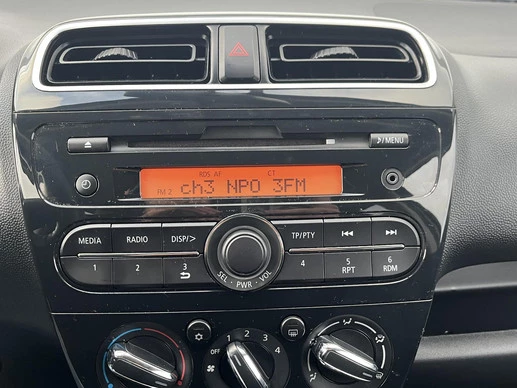 ♪/MENU
RDS AF CT
FM 2 ch3 NPO 3FM
MEDIA RADIO DISP/> TP/PTY
1 2 3 4 5 6
RPT RDM
SEL • PWR • VOL
OFF 1 2 3 4